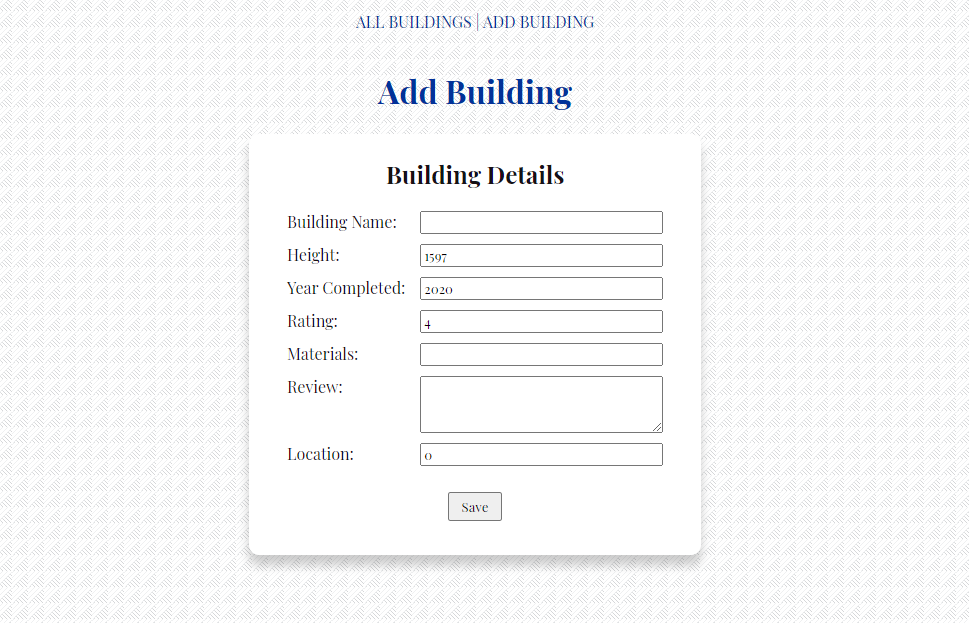 ALL BUILDINGS | ADD BUILDING
Add Building
Building Details
Building Name:
Height: 1597
Year Completed: 2020
Rating: 4
Materials:
Review:
Location: 0
Save